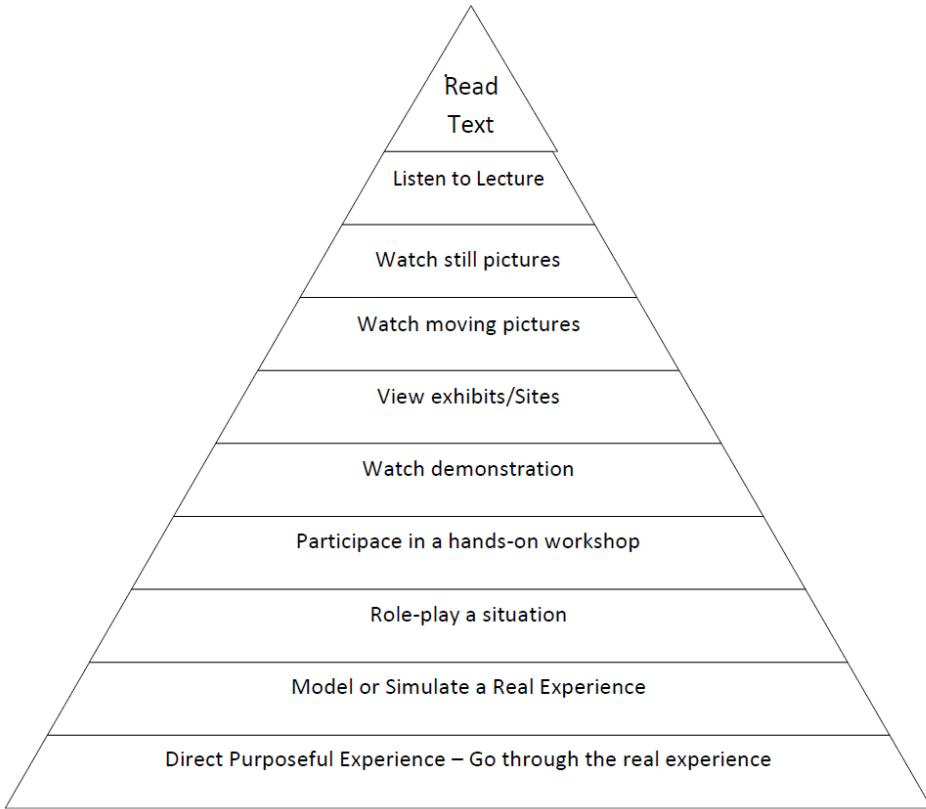 Read
Text
Listen to Lecture
Watch still pictures
Watch moving pictures
View exhibits/Sites
Watch demonstration
Participace in a hands-on workshop
Role-play a situation
Model or Simulate a Real Experience
Direct Purposeful Experience – Go through the real experience